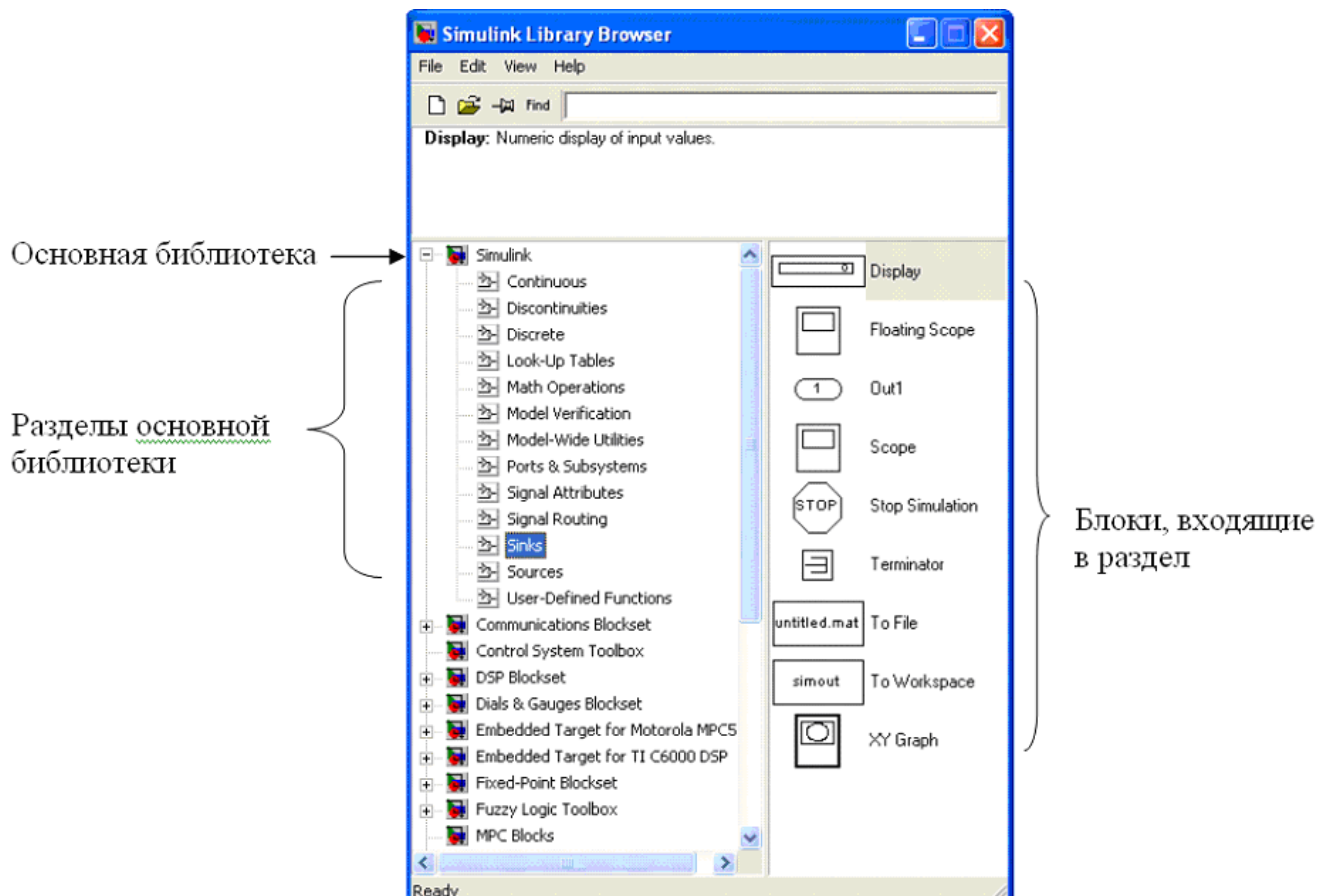 Simulink Library Browser
File Edit View Help
Find
Display: Numeric display of input values.
Основная библиотека
Разделы основной
библиотеки
Simulink
Continuous
Discontinuities
Discrete
Look-Up Tables
Math Operations
Model Verification
Model-Wide Utilities
Ports & Subsystems
Signal Attributes
Signal Routing
Sinks
Sources
User-Defined Functions
Communications Blockset
Control System Toolbox
DSP Blockset
Dials & Gauges Blockset
Embedded Target for Motorola MPC5
Embedded Target for TI C6000 DSP
Fixed-Point Blockset
Fuzzy Logic Toolbox
MPC Blocks
Display
Floating Scope
1 Out1
Scope
STOP Stop Simulation
Terminator
untitled.mat To File
simout To Workspace
XY Graph
Блоки, входящие
в раздел
Ready